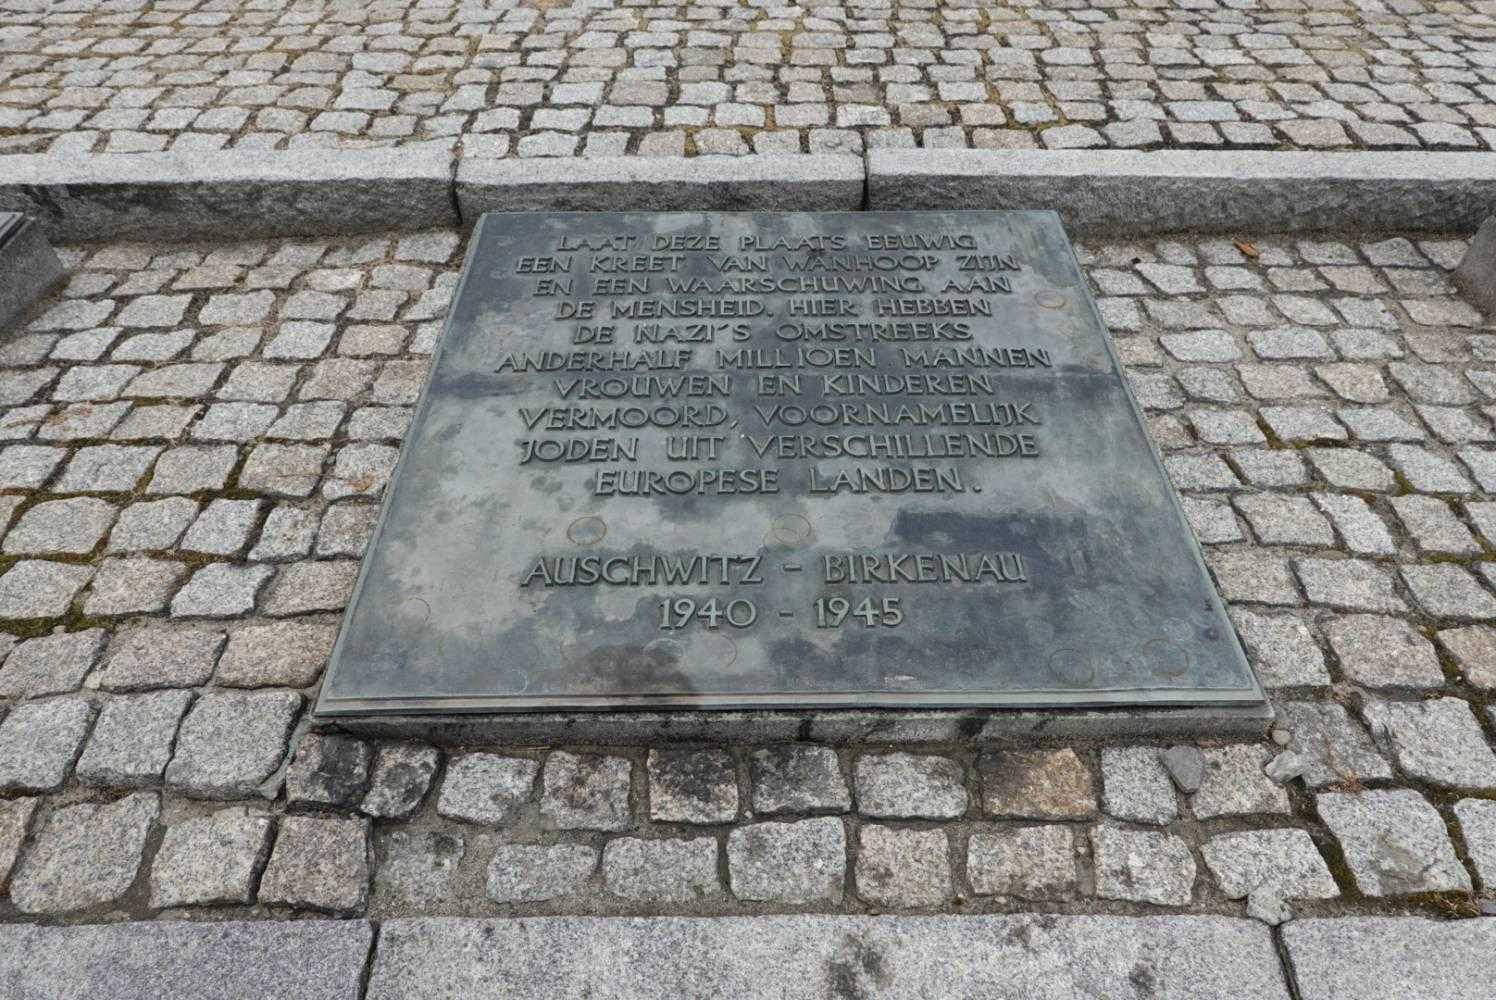 LAAT DEZE PLAATS EEUWIG
EEN KREET VAN WANHOOP ZIJN
EN EEN WAARSCHUWING AAN
DE MENSHEID. HIER HEBBEN
DE NAZI´S OMSTREEKS
ANDERHALF MILLIOEN MANNEN
VROUWEN EN KINDEREN
VERMOORD, VOORNAMELIJK
JODEN UIT VERSCHILLENDE
EUROPESE LANDEN.
AUSCHWITZ - BIRKENAU
1940 - 1945